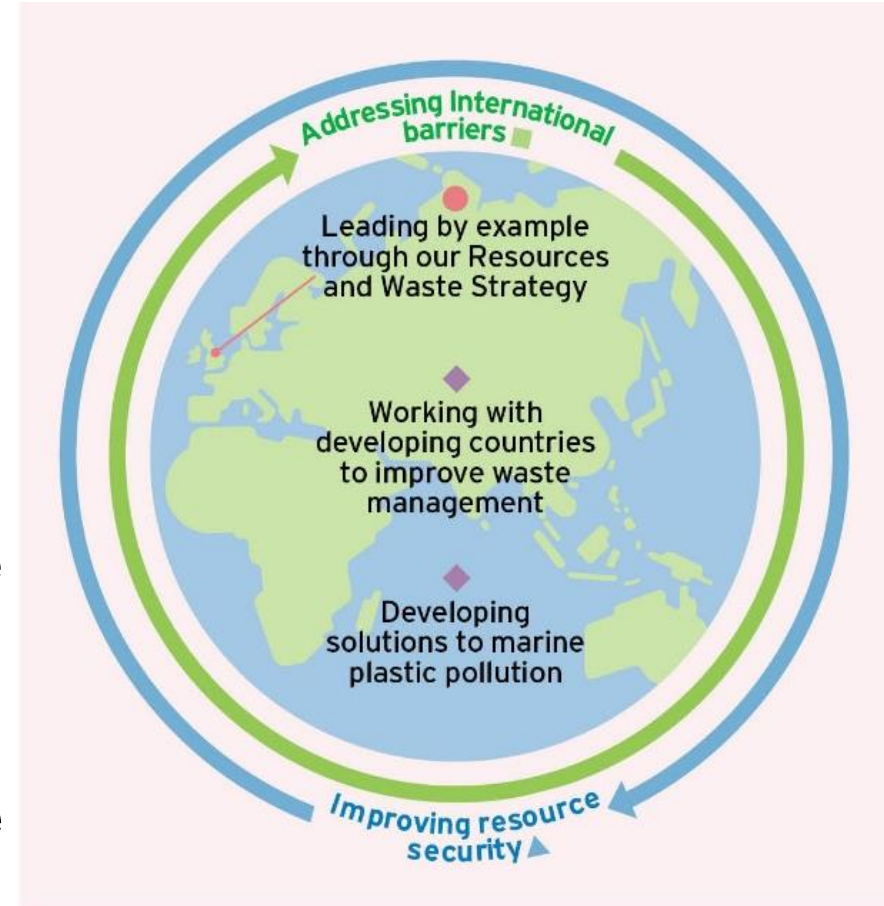 Addressing International
barriers
Leading by example
through our Resources
and Waste Strategy
Working with
developing countries
to improve waste
management
Developing
solutions to marine
plastic pollution
Improving resource
security